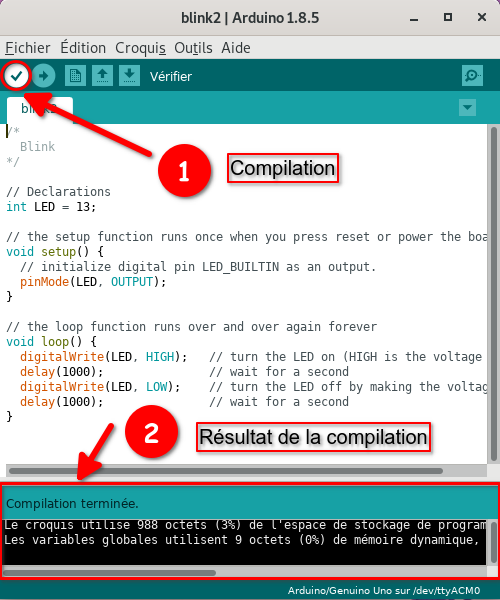 blink2 | Arduino 1.8.5
Fichier Édition Croquis Outils Aide
Vérifier
blink2
/*
Blink
*/
1
Compilation
// Declarations
int LED = 13;
// the setup function runs once when you press reset or power the boa
void setup() {
// initialize digital pin LED_BUILTIN as an output.
pinMode(LED, OUTPUT);
}
// the loop function runs over and over again forever
void loop() {
digitalWrite(LED, HIGH); // turn the LED on (HIGH is the voltage
delay(1000); // wait for a second
digitalWrite(LED, LOW); // turn the LED off by making the voltag
delay(1000); // wait for a second
}
2
Résultat de la compilation
Compilation terminée.
Le croquis utilise 988 octets (3%) de l'espace de stockage de program
Les variables globales utilisent 9 octets (0%) de mémoire dynamique,
Arduino/Genuino Uno sur /dev/ttyACM0